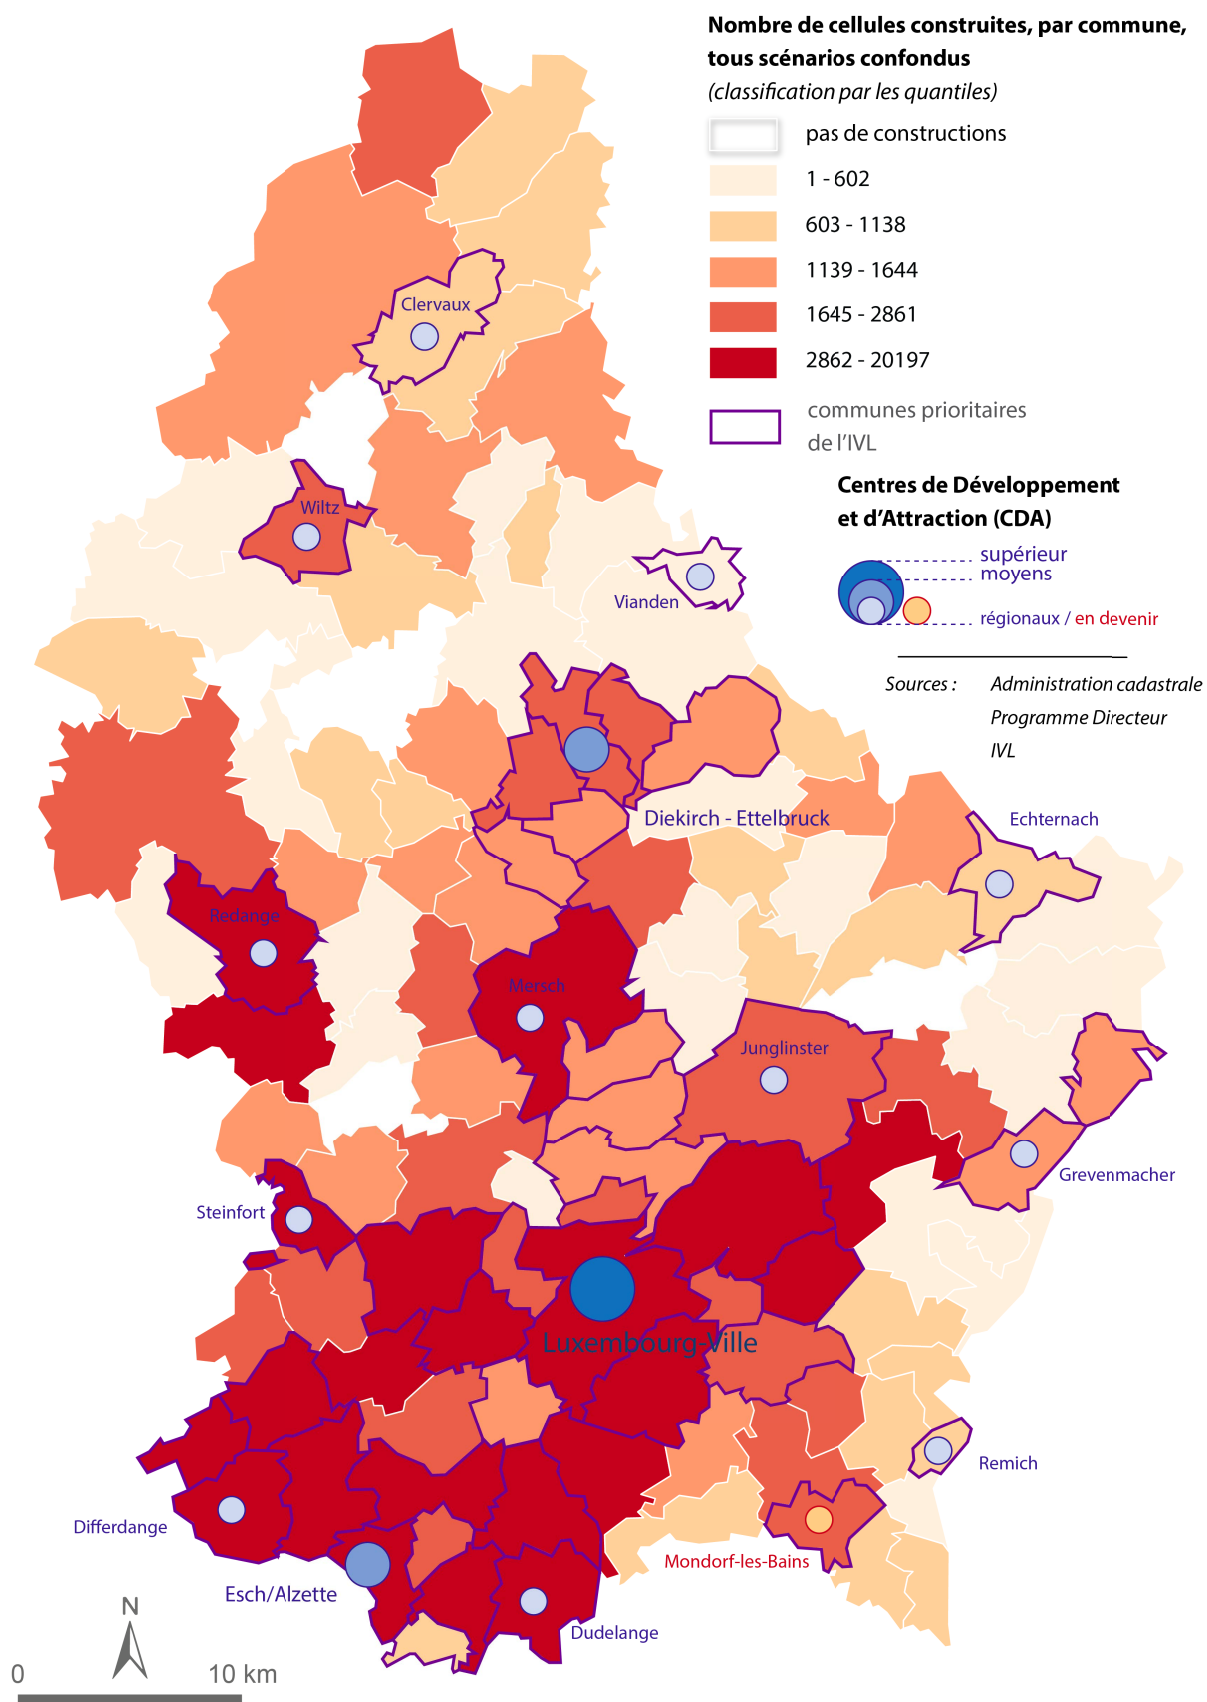 Nombre de cellules construites, par commune,
tous scénarios confondus
(classification par les quantiles)
pas de constructions
1 - 602
603 - 1138
1139 - 1644
1645 - 2861
2862 - 20197
communes prioritaires
de l'IVL
Centres de Développement
et d'Attraction (CDA)
supérieur
moyens
régionaux / en devenir
Sources : Administration cadastrale
Programme Directeur
IVL
Clervaux
Wiltz
Vianden
Diekirch - Ettelbruck
Echternach
Redange
Mersch
Junglinster
Grevenmacher
Steinfort
Luxembourg-Ville
Remich
Differdange
Mondorf-les-Bains
Esch/Alzette
Dudelange
N
0 10 km